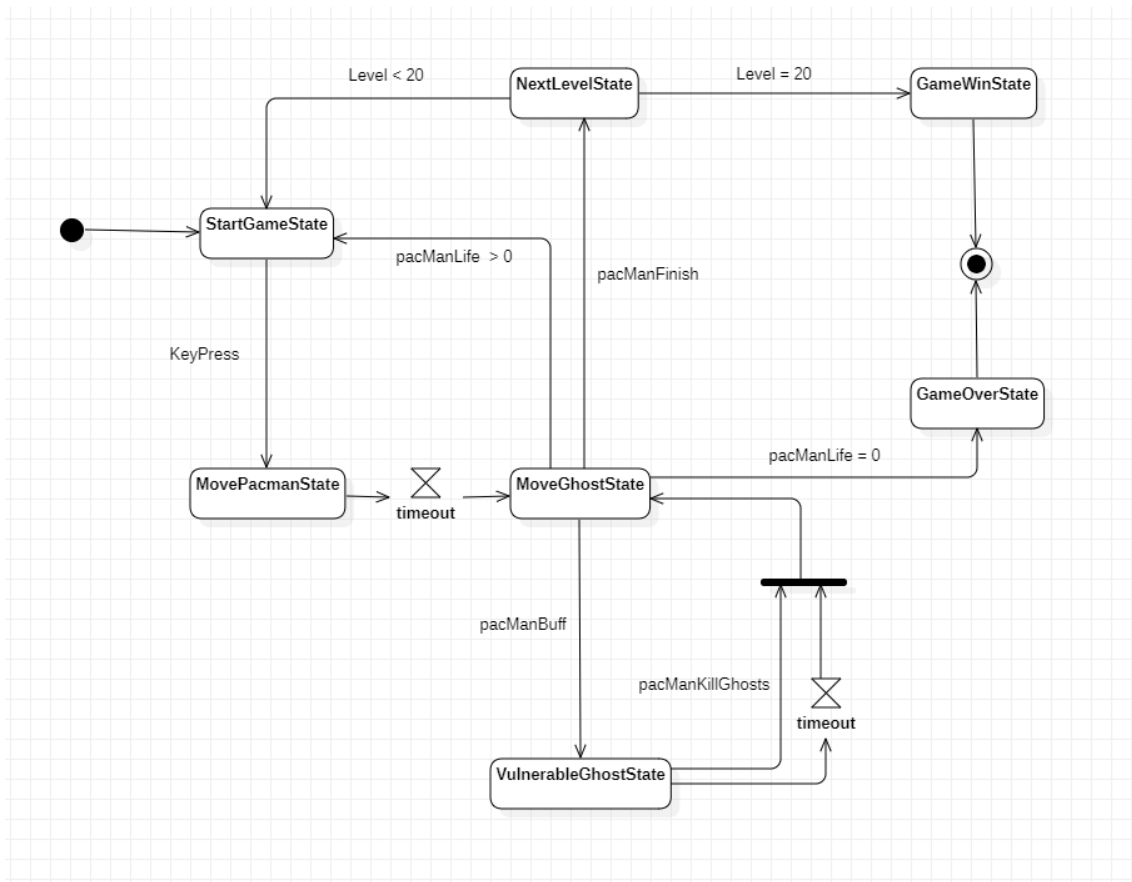 Level < 20
NextLevelState
Level = 20
GameWinState
StartGameState
pacManLife > 0
pacManFinish
KeyPress
GameOverState
pacManLife = 0
MovePacmanState
timeout
MoveGhostState
pacManBuff
pacManKillGhosts
timeout
VulnerableGhostState